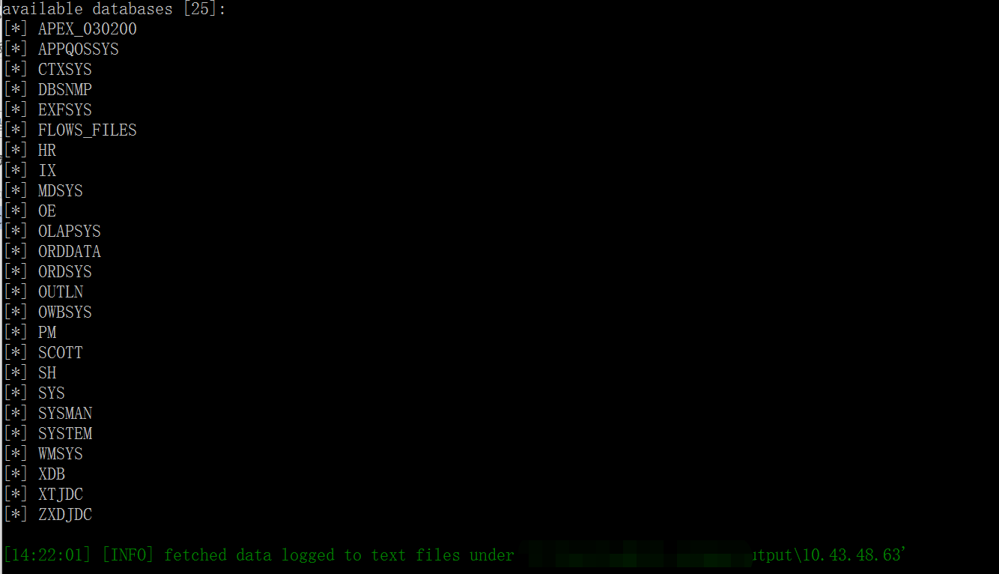 available databases [25]:
[*] APEX_030200
[*] APPQOSSYS
[*] CTXSYS
[*] DBSNMP
[*] EXFSYS
[*] FLOWS_FILES
[*] HR
[*] IX
[*] MDSYS
[*] OE
[*] OLAPSYS
[*] ORDDATA
[*] ORDSYS
[*] OUTLN
[*] OWBSYS
[*] PM
[*] SCOTT
[*] SH
[*] SYS
[*] SYSMAN
[*] SYSTEM
[*] WMSYS
[*] XDB
[*] XTJDC
[*] ZXDJDC
[14:22:01] [INFO] fetched data logged to text files under utput\10.43.48.63'